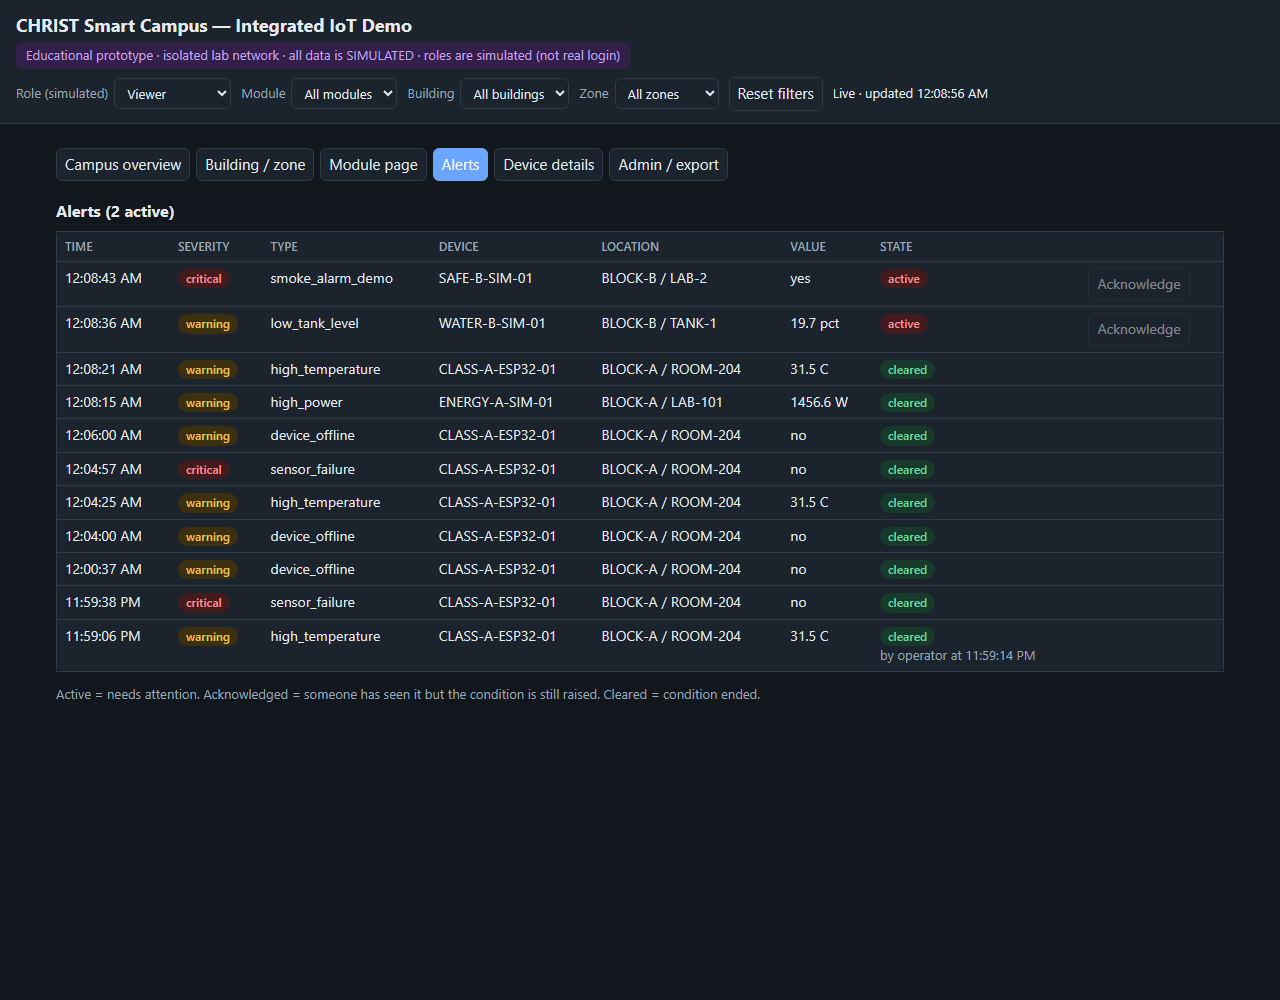 CHRIST Smart Campus — Integrated IoT Demo
Educational prototype · isolated lab network · all data is SIMULATED · roles are simulated (not real login)
Role (simulated) Viewer Module All modules Building All buildings Zone All zones Reset filters Live · updated 12:08:56 AM
Campus overview Building / zone Module page Alerts Device details Admin / export
Alerts (2 active)
TIME SEVERITY TYPE DEVICE LOCATION VALUE STATE
12:08:43 AM critical smoke_alarm_demo SAFE-B-SIM-01 BLOCK-B / LAB-2 yes active Acknowledge
12:08:36 AM warning low_tank_level WATER-B-SIM-01 BLOCK-B / TANK-1 19.7 pct active Acknowledge
12:08:21 AM warning high_temperature CLASS-A-ESP32-01 BLOCK-A / ROOM-204 31.5 C cleared
12:08:15 AM warning high_power ENERGY-A-SIM-01 BLOCK-A / LAB-101 1456.6 W cleared
12:06:00 AM warning device_offline CLASS-A-ESP32-01 BLOCK-A / ROOM-204 no cleared
12:04:57 AM critical sensor_failure CLASS-A-ESP32-01 BLOCK-A / ROOM-204 no cleared
12:04:25 AM warning high_temperature CLASS-A-ESP32-01 BLOCK-A / ROOM-204 31.5 C cleared
12:04:00 AM warning device_offline CLASS-A-ESP32-01 BLOCK-A / ROOM-204 no cleared
12:00:37 AM warning device_offline CLASS-A-ESP32-01 BLOCK-A / ROOM-204 no cleared
11:59:38 PM critical sensor_failure CLASS-A-ESP32-01 BLOCK-A / ROOM-204 no cleared
11:59:06 PM warning high_temperature CLASS-A-ESP32-01 BLOCK-A / ROOM-204 31.5 C cleared
by operator at 11:59:14 PM
Active = needs attention. Acknowledged = someone has seen it but the condition is still raised. Cleared = condition ended.